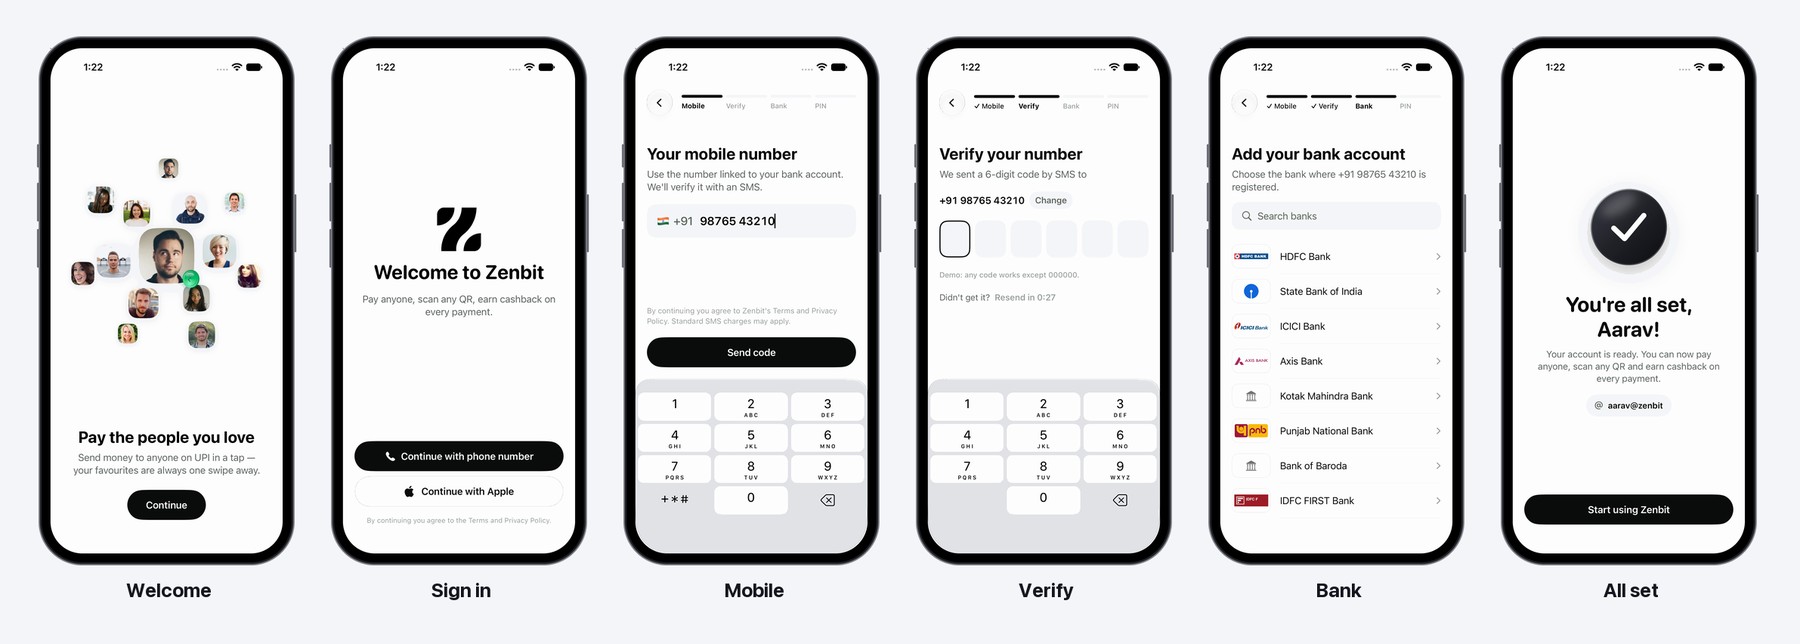 1:22
Pay the people you love
Send money to anyone on UPI in a tap —
your favourites are always one swipe away.
Continue
Welcome
1:22
Welcome to Zenbit
Pay anyone, scan any QR, earn cashback on
every payment.
Continue with phone number
Continue with Apple
By continuing you agree to the Terms and Privacy Policy.
Sign in
1:22
Mobile Verify Bank PIN
Your mobile number
Use the number linked to your bank account.
We'll verify it with an SMS.
+91 98765 43210
By continuing you agree to Zenbit's Terms and Privacy
Policy. Standard SMS charges may apply.
Send code
1 2 3
ABC DEF
4 5 6
GHI JKL MNO
7 8 9
PQRS TUV WXYZ
+*# 0
Mobile
1:22
✓ Mobile Verify Bank PIN
Verify your number
We sent a 6-digit code by SMS to
+91 98765 43210 Change
Demo: any code works except 000000.
Didn't get it? Resend in 0:27
1 2 3
ABC DEF
4 5 6
GHI JKL MNO
7 8 9
PQRS TUV WXYZ
0
Verify
1:22
✓ Mobile ✓ Verify Bank PIN
Add your bank account
Choose the bank where +91 98765 43210 is
registered.
Search banks
HDFC BANK HDFC Bank
State Bank of India
ICICI Bank ICICI Bank
AXIS BANK Axis Bank
Kotak Mahindra Bank
pnb Punjab National Bank
Bank of Baroda
IDFC F IDFC FIRST Bank
Bank
1:22
You're all set,
Aarav!
Your account is ready. You can now pay
anyone, scan any QR and earn cashback on
every payment.
@ aarav@zenbit
Start using Zenbit
All set